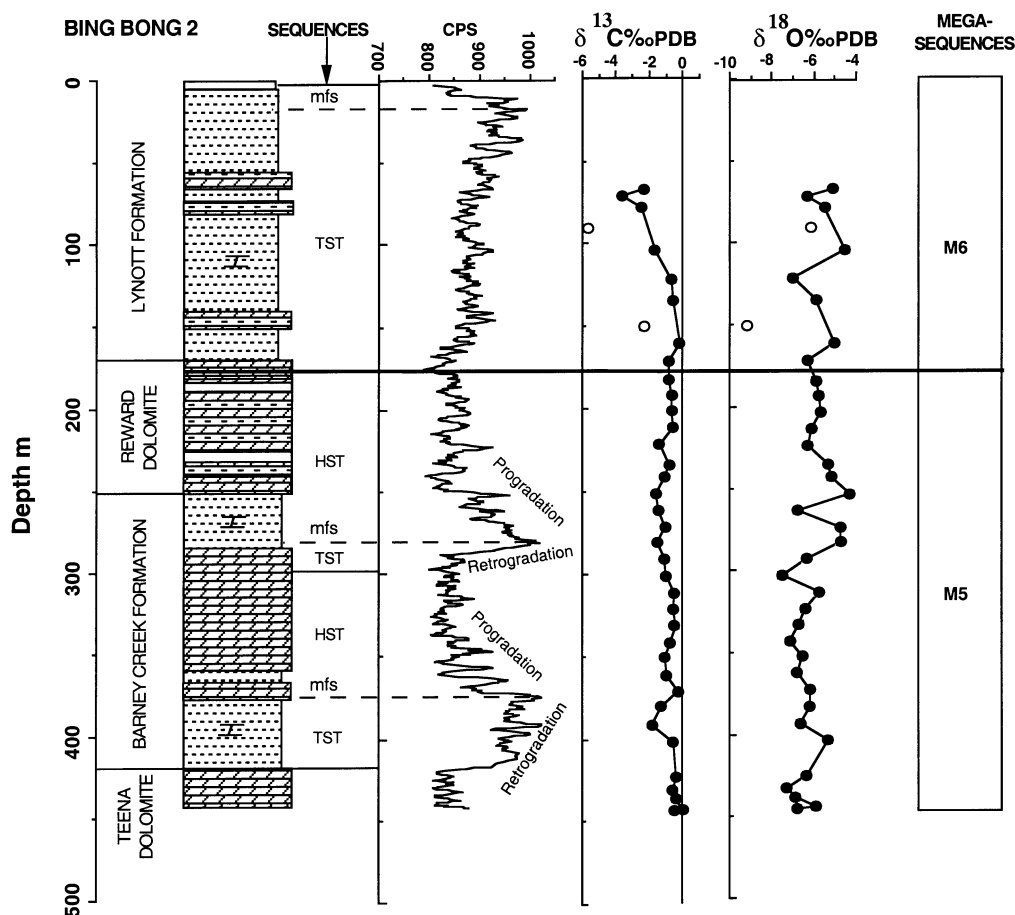 BING BONG 2
SEQUENCES
CPS
δ 13 C‰PDB
δ 18 O‰PDB
MEGA-
SEQUENCES
700
800
900
1000
-6 -4 -2 0
-10 -8 -6 -4
Depth m
0
100
200
300
400
500
LYNOTT FORMATION
REWARD
DOLOMITE
BARNEY CREEK FORMATION
TEENA
DOLOMITE
mfs
TST
HST
mfs
TST
HST
mfs
TST
Progradation
Retrogradation
Progradation
Retrogradation
M6
M5